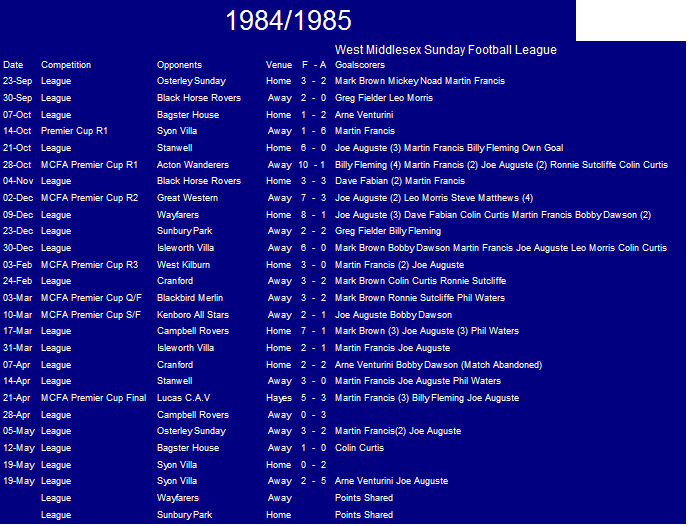 1984/1985
West Middlesex Sunday Football League
Date Competition Opponents Venue F - A Goalscorers
23-Sep League Osterley Sunday Home 3 - 2 Mark Brown Mickey Noad Martin Francis
30-Sep League Black Horse Rovers Away 2 - 0 Greg Fielder Leo Morris
07-Oct League Bagster House Home 1 - 2 Arne Venturini
14-Oct Premier Cup R1 Syon Villa Away 1 - 6 Martin Francis
21-Oct League Stanwell Home 6 - 0 Joe Auguste (3) Martin Francis Billy Fleming Own Goal
28-Oct MCFA Premier Cup R1 Acton Wanderers Away 10 - 1 Billy Fleming (4) Martin Francis (2) Joe Auguste (2) Ronnie Sutcliffe Colin Curtis
04-Nov League Black Horse Rovers Home 3 - 3 Dave Fabian (2) Martin Francis
02-Dec MCFA Premier Cup R2 Great Western Away 7 - 3 Joe Auguste (2) Leo Morris Steve Matthews (4)
09-Dec League Wayfarers Home 8 - 1 Joe Auguste (3) Dave Fabian Colin Curtis Martin Francis Bobby Dawson (2)
23-Dec League Sunbury Park Away 2 - 2 Greg Fielder Billy Fleming
30-Dec League Isleworth Villa Away 6 - 0 Mark Brown Bobby Dawson Martin Francis Joe Auguste Leo Morris Colin Curtis
03-Feb MCFA Premier Cup R3 West Kilburn Home 3 - 0 Martin Francis (2) Joe Auguste
24-Feb League Cranford Away 3 - 2 Mark Brown Colin Curtis Ronnie Sutcliffe
03-Mar MCFA Premier Cup Q/F Blackbird Merlin Away 3 - 2 Mark Brown Ronnie Sutcliffe Phil Waters
10-Mar MCFA Premier Cup S/F Kenboro All Stars Away 2 - 1 Joe Auguste Bobby Dawson
17-Mar League Campbell Rovers Home 7 - 1 Mark Brown (3) Joe Auguste (3) Phil Waters
31-Mar League Isleworth Villa Home 2 - 1 Martin Francis Joe Auguste
07-Apr League Cranford Home 2 - 2 Arne Venturini Bobby Dawson (Match Abandoned)
14-Apr League Stanwell Away 3 - 0 Martin Francis Joe Auguste Phil Waters
21-Apr MCFA Premier Cup Final Lucas C.A.V Hayes 5 - 3 Martin Francis (3) Billy Fleming Joe Auguste
28-Apr League Campbell Rovers Away 0 - 3
05-May League Osterley Sunday Away 3 - 2 Martin Francis(2) Joe Auguste
12-May League Bagster House Away 1 - 0 Colin Curtis
19-May League Syon Villa Home 0 - 2
19-May League Syon Villa Away 2 - 5 Arne Venturini Joe Auguste
League Wayfarers Away Points Shared
League Sunbury Park Home Points Shared